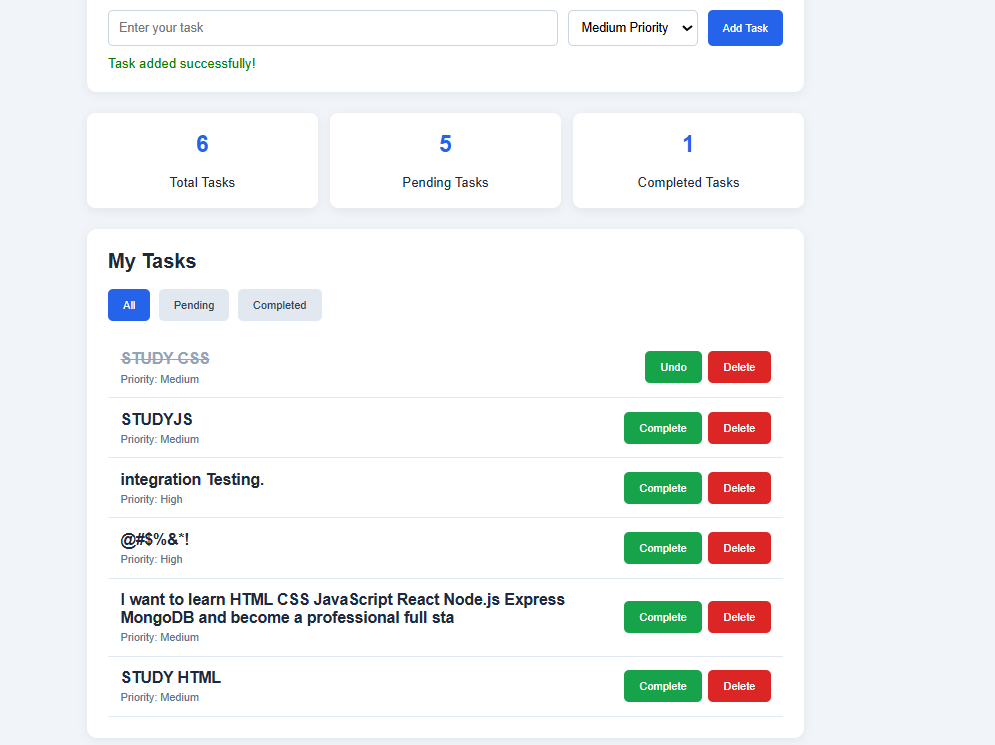 Enter your task Medium Priority Add Task
Task added successfully!
6 5 1
Total Tasks Pending Tasks Completed Tasks
My Tasks
All Pending Completed
STUDY CSS
Priority: Medium
Undo Delete
STUDYJS
Priority: Medium
Complete Delete
integration Testing.
Priority: High
Complete Delete
@#$%&*!
Priority: High
Complete Delete
I want to learn HTML CSS JavaScript React Node.js Express
MongoDB and become a professional full sta
Priority: Medium
Complete Delete
STUDY HTML
Priority: Medium
Complete Delete